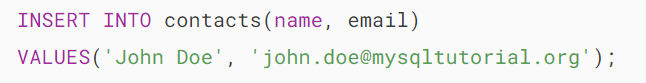 INSERT INTO contacts(name, email)
VALUES('John Doe', 'john.doe@mysqltutorial.org');